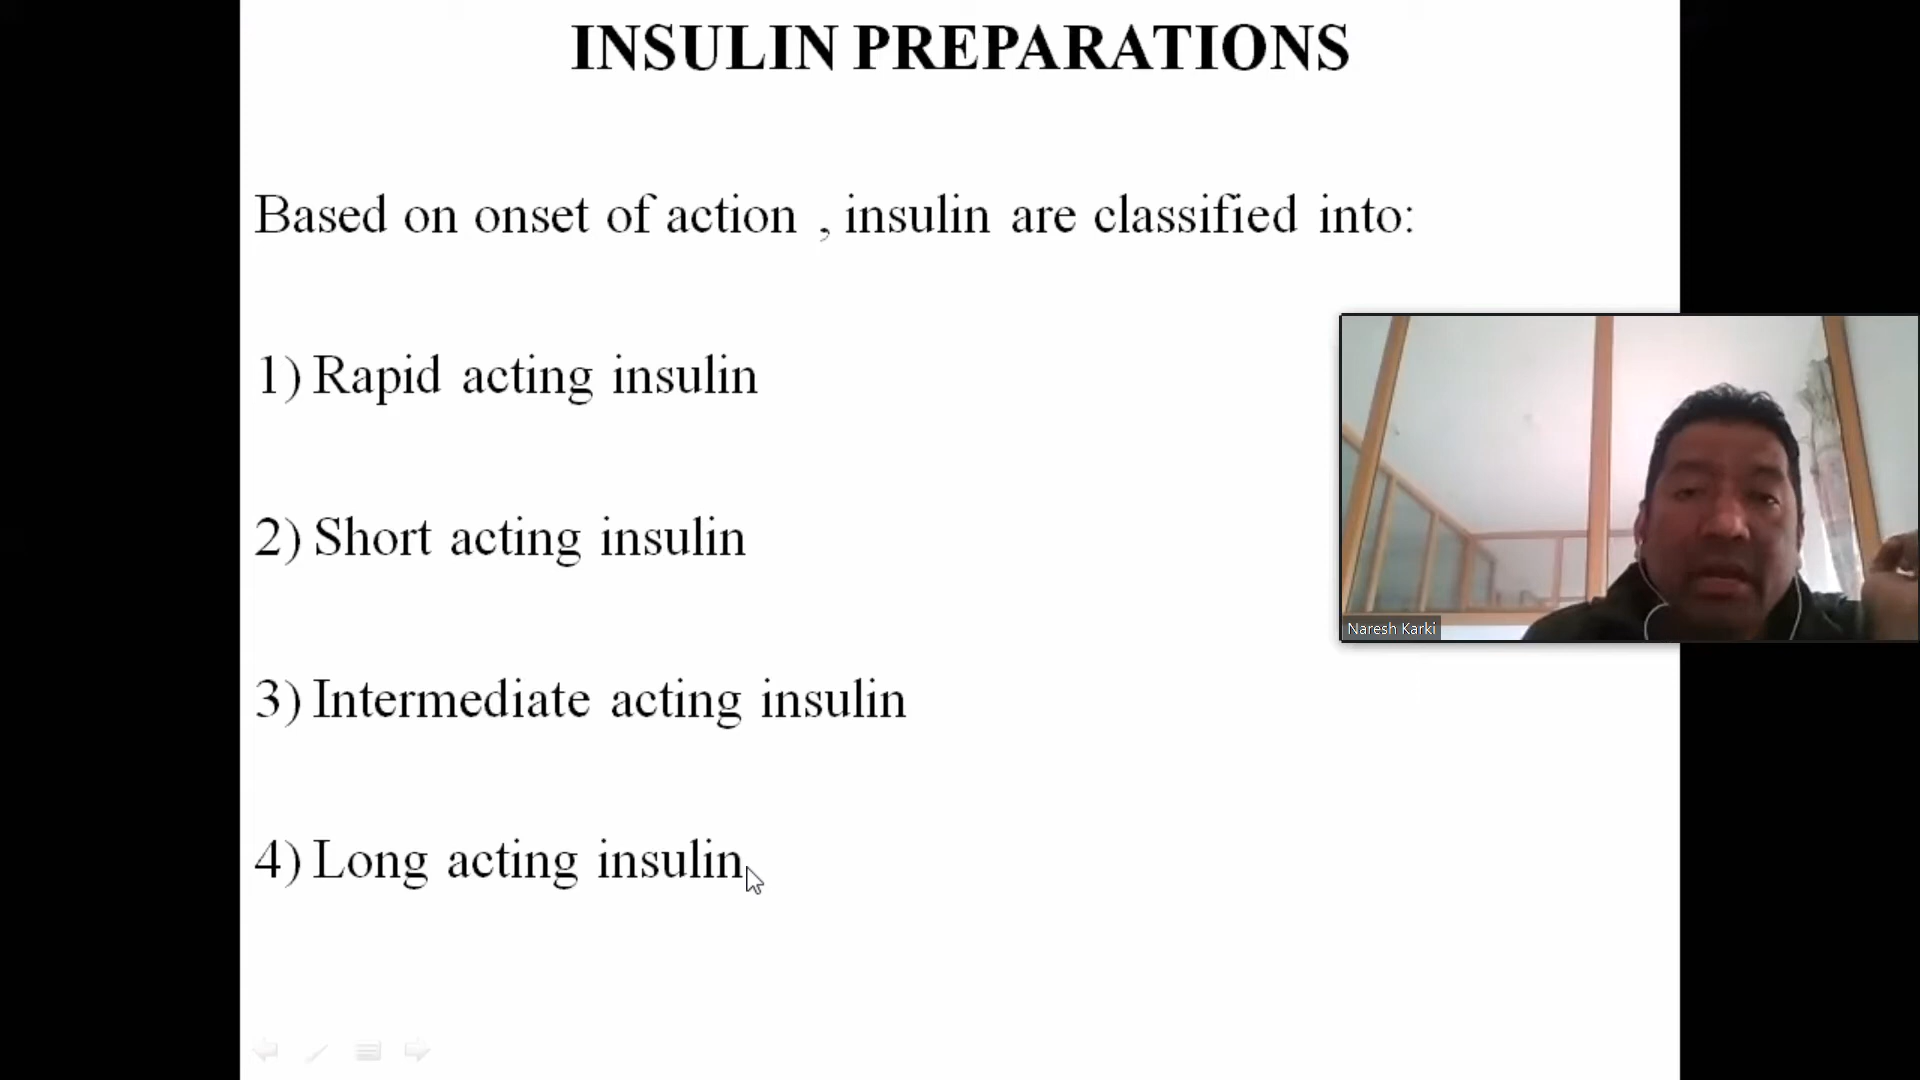 INSULIN PREPARATIONS
Based on onset of action , insulin are classified into:
1) Rapid acting insulin
2) Short acting insulin
3) Intermediate acting insulin
4) Long acting insulin
Naresh Karki